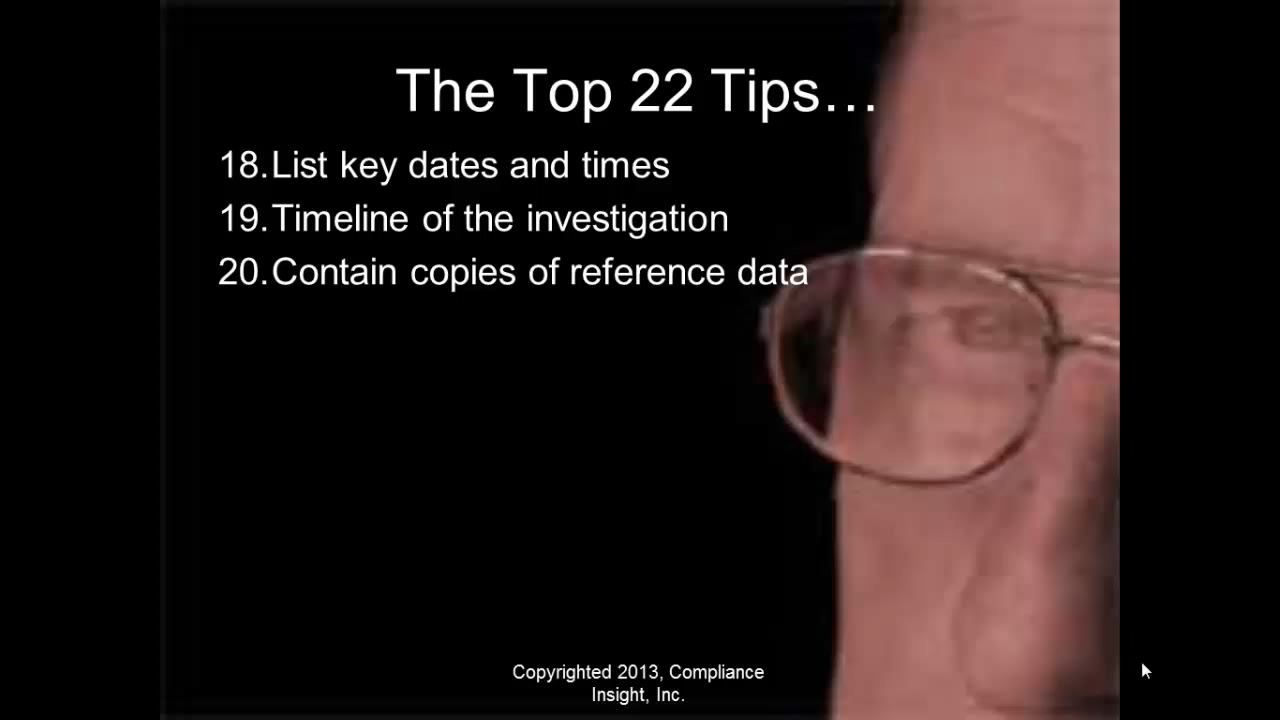 The Top 22 Tips…
18.List key dates and times
19.Timeline of the investigation
20.Contain copies of reference data
Copyrighted 2013, Compliance
Insight, Inc.